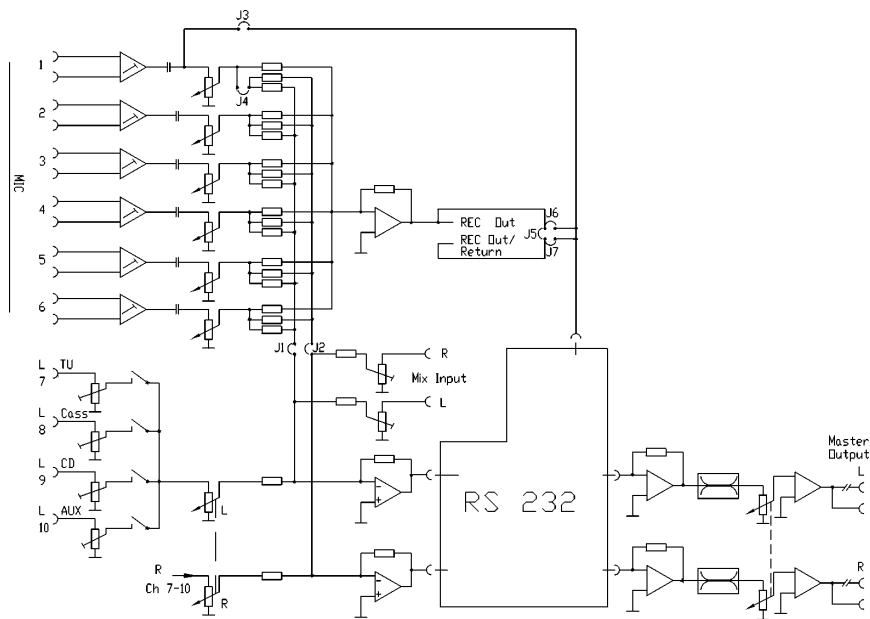 J3
1
J4
2
3
MIC
4
REC Out
J6
J5
REC Out/
Return
J7
5
6
J1
J2
R
Mix Input
L
L TU
7
L Cass
8
L CD
9
L AUX
10
L
R
Ch 7-10
R
RS 232
Master
Output
L
R